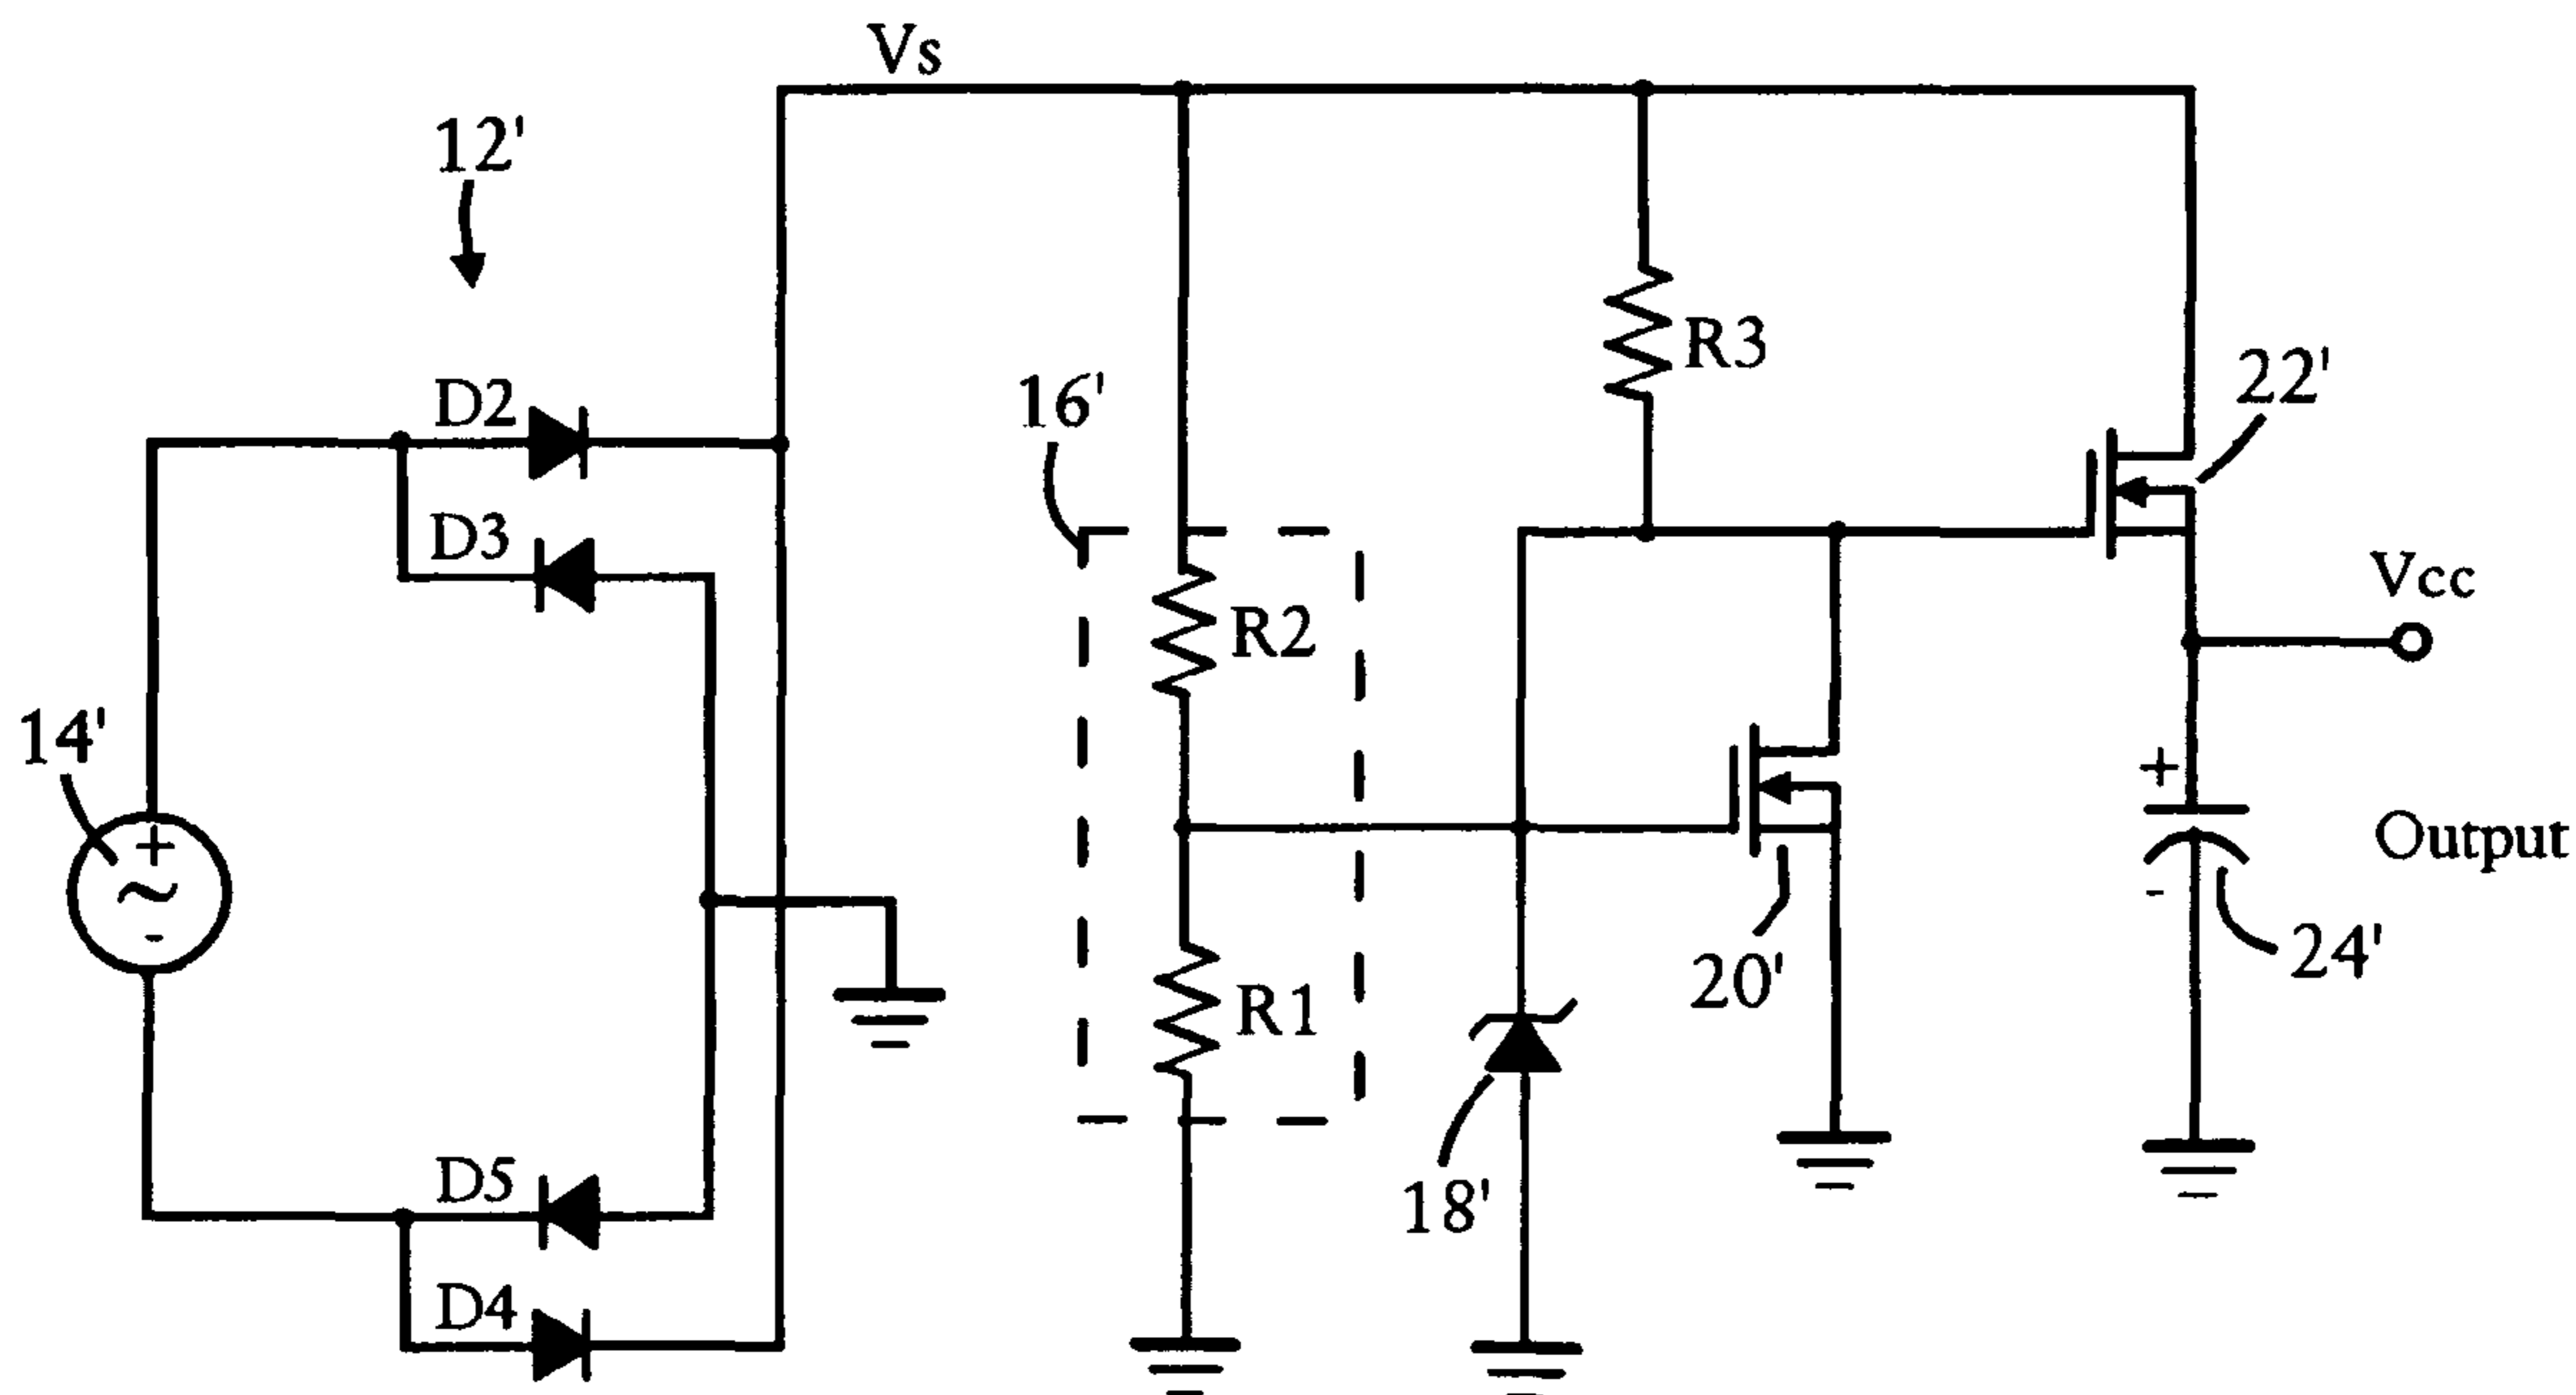 Vs
12'
D2
D3
14'
D5
D4
16'
R2
R1
R3
22'
Vcc
+
Output
-
24'
20'
18'
+
~
-